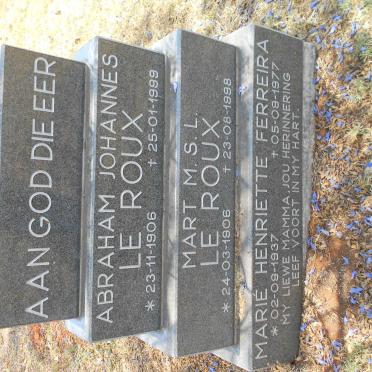 AAN GOD DIE EER
ABRAHAM JOHANNES
LE ROUX
* 23-11-1906 † 25-01-1999
MART M. S. L.
LE ROUX
* 24-03-1906 † 23-08-1998
MARIE HENRIETTE FERREIRA
* 02-09-1937 † 05-09-1977
MY LIEWE MAMMA, JOU HERINNERING
LEEF VOORT IN MY HART